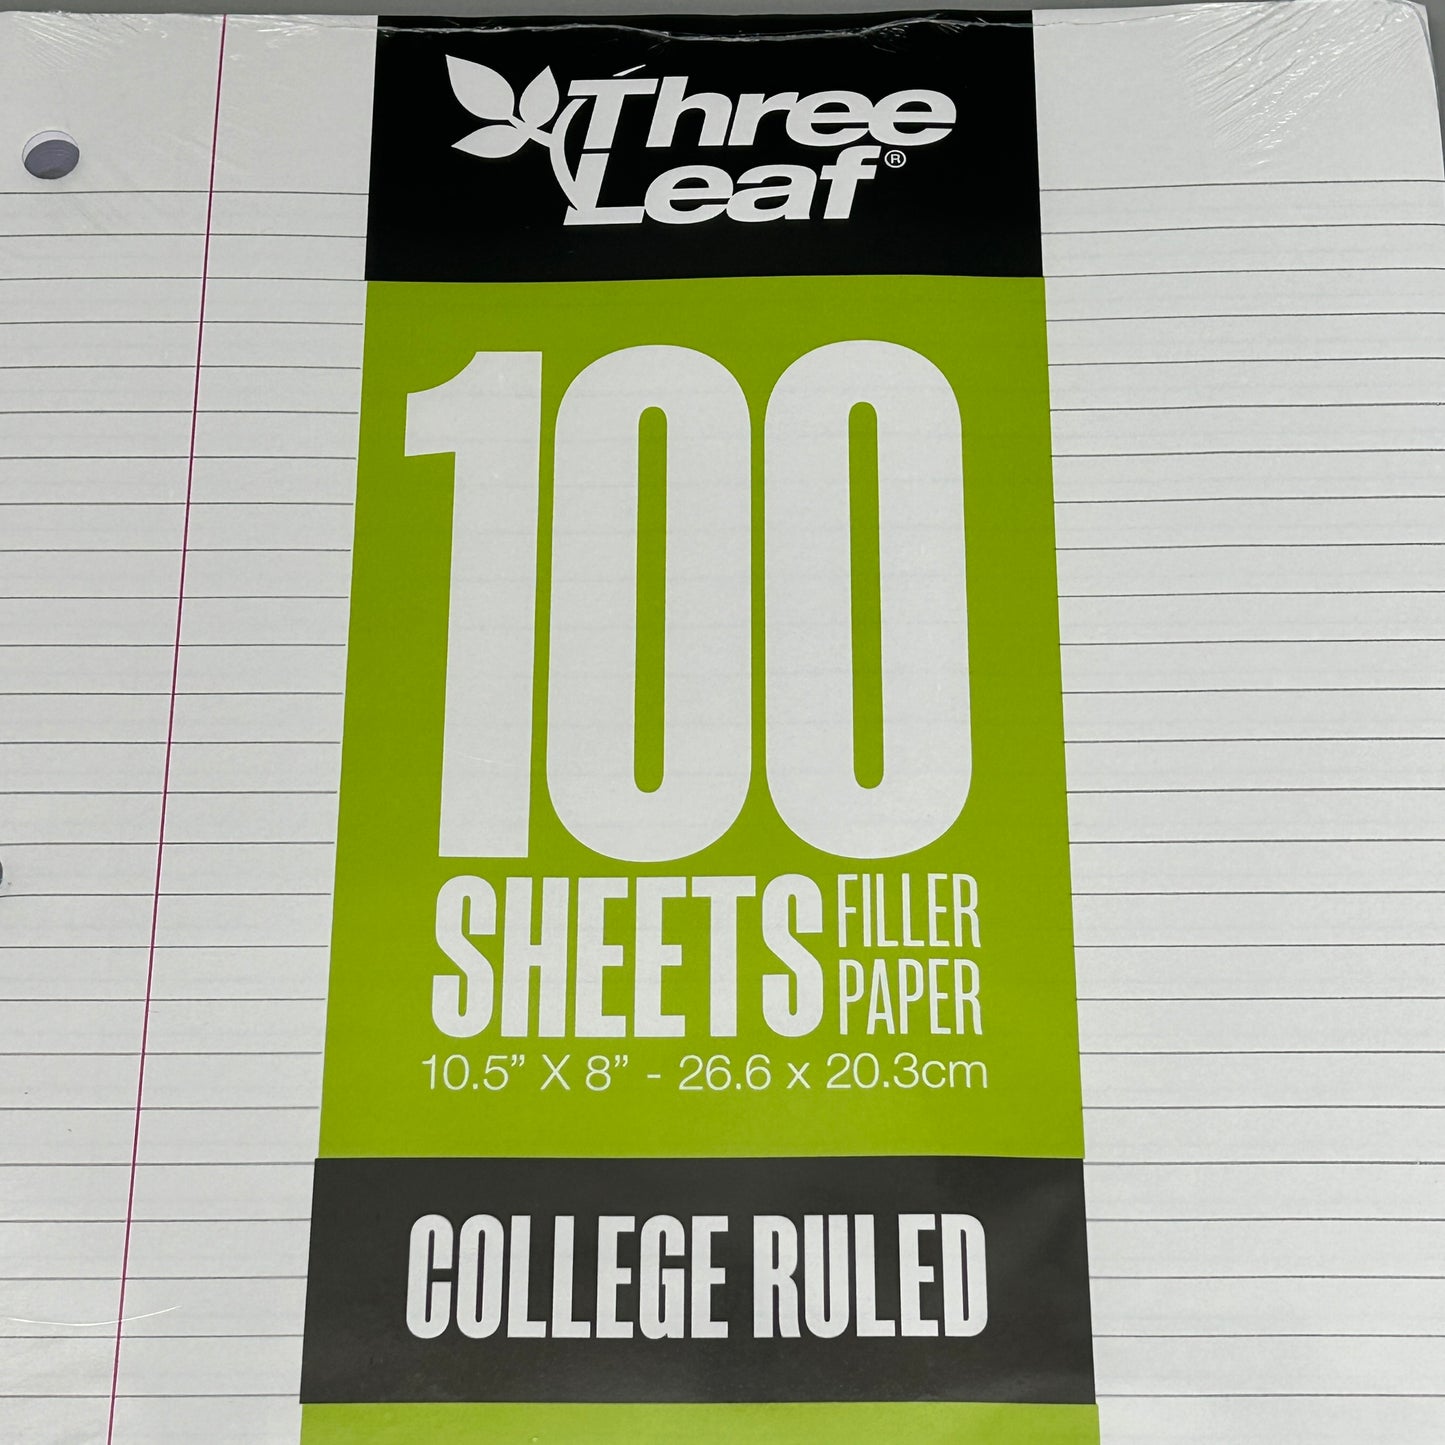 Three
Leaf®
100
SHEETS FILLER PAPER
10.5” X 8” - 26.6 x 20.3cm
COLLEGE RULED